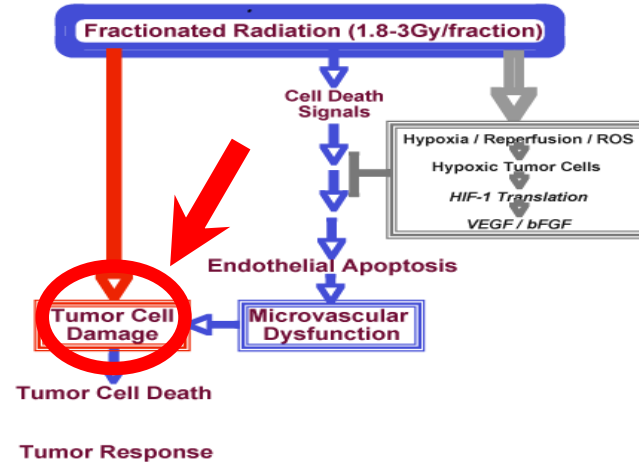 Fractionated Radiation (1.8-3Gy/fraction)
Cell Death
Signals
Hypoxia / Reperfusion / ROS
Hypoxic Tumor Cells
HIF-1 Translation
VEGF / bFGF
Endothelial Apoptosis
Tumor Cell
Damage
Microvascular
Dysfunction
Tumor Cell Death
Tumor Response